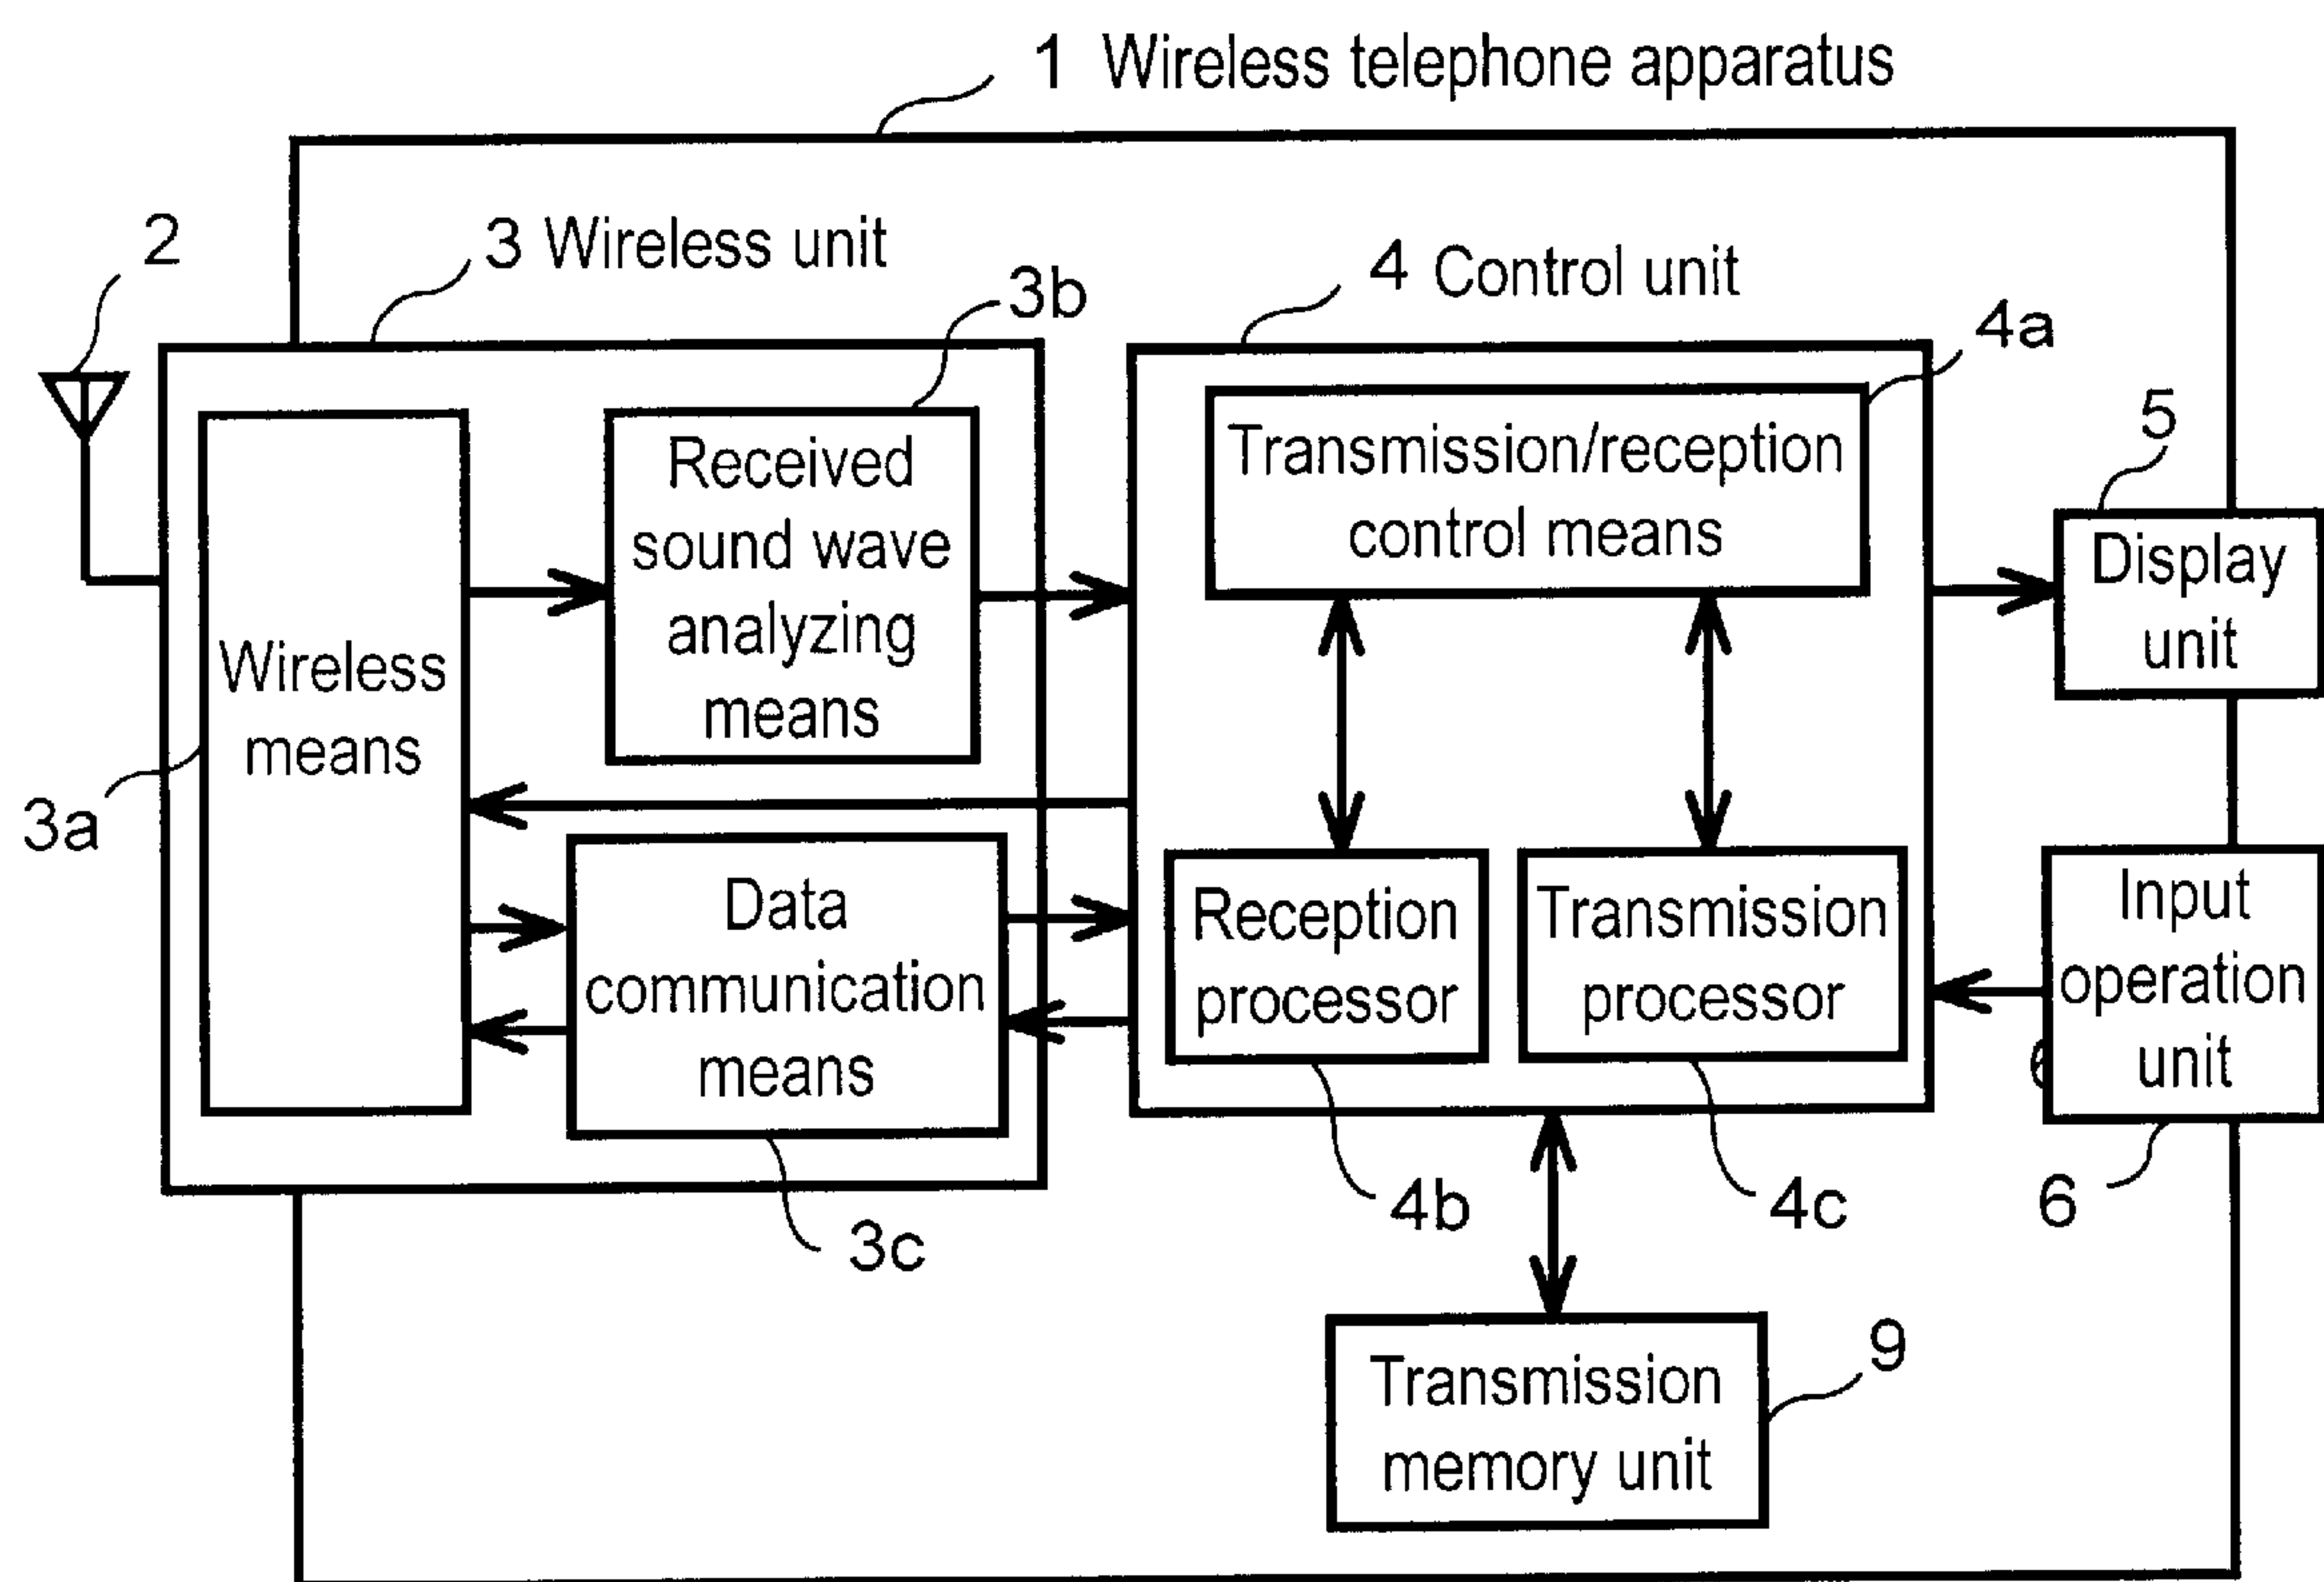 1 Wireless telephone apparatus
2
3 Wireless unit
3b
4 Control unit
4a
5
Wireless
means
3a
Received
sound wave
analyzing
means
Transmission/reception
control means
Display
unit
Data
communication
means
3c
Reception
processor
4b
Transmission
processor
4c
Input
operation
unit
6
6
Transmission
memory unit
9